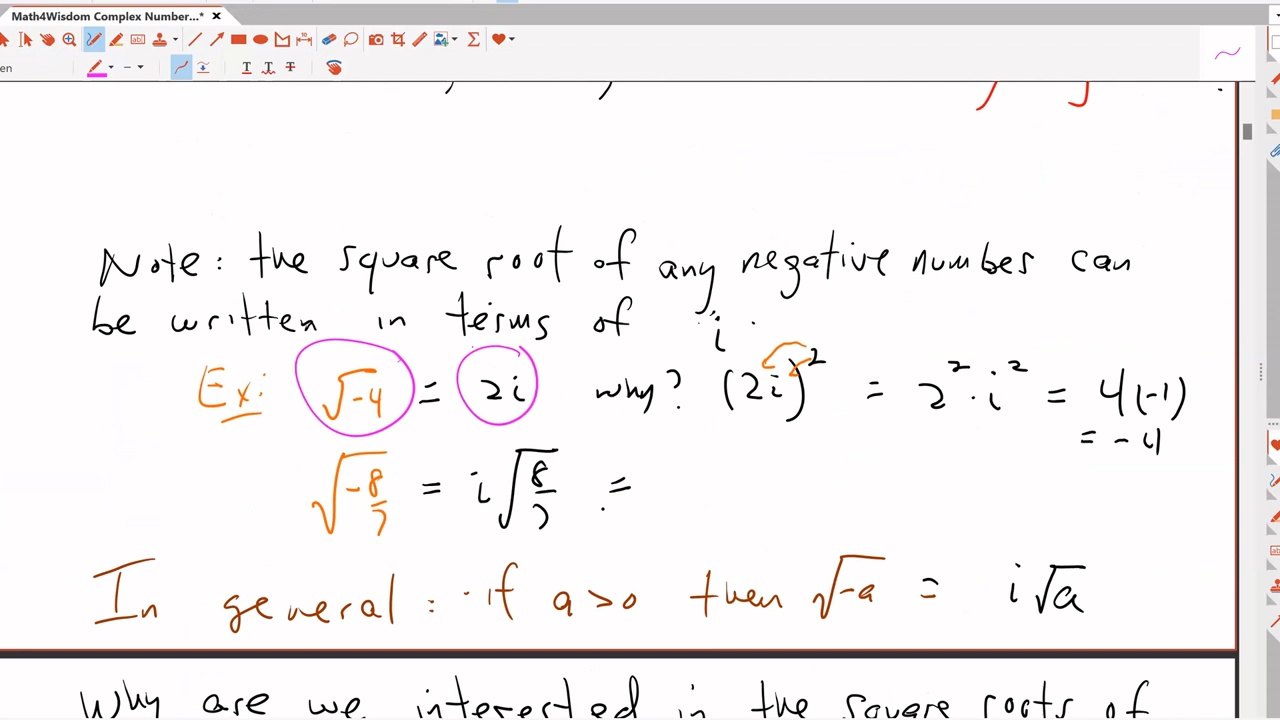 Math4Wisdom Complex Number...* ×
en
Note: the square root of any negative number can
be written in terms of i.
Ex: √-4 = 2i why? (2i)² = 2² · i² = 4(-1)
= -4
√-8/7 = i√8/7 =
In general: if a>0 then √-a = i√a
Why are we interested in the square roots of